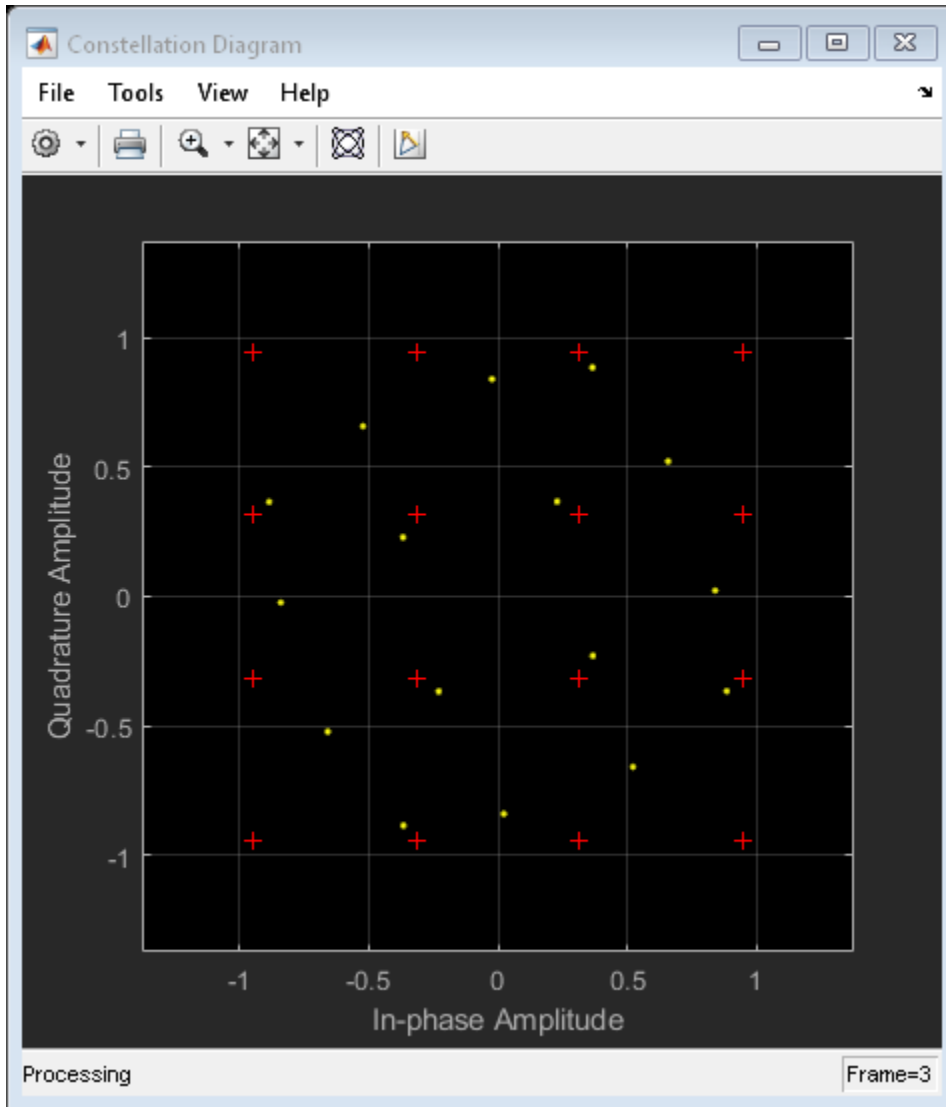 Constellation Diagram
File Tools View Help
1
0.5
0
-0.5
-1
Quadrature Amplitude
-1 -0.5 0 0.5 1
In-phase Amplitude
Processing Frame=3